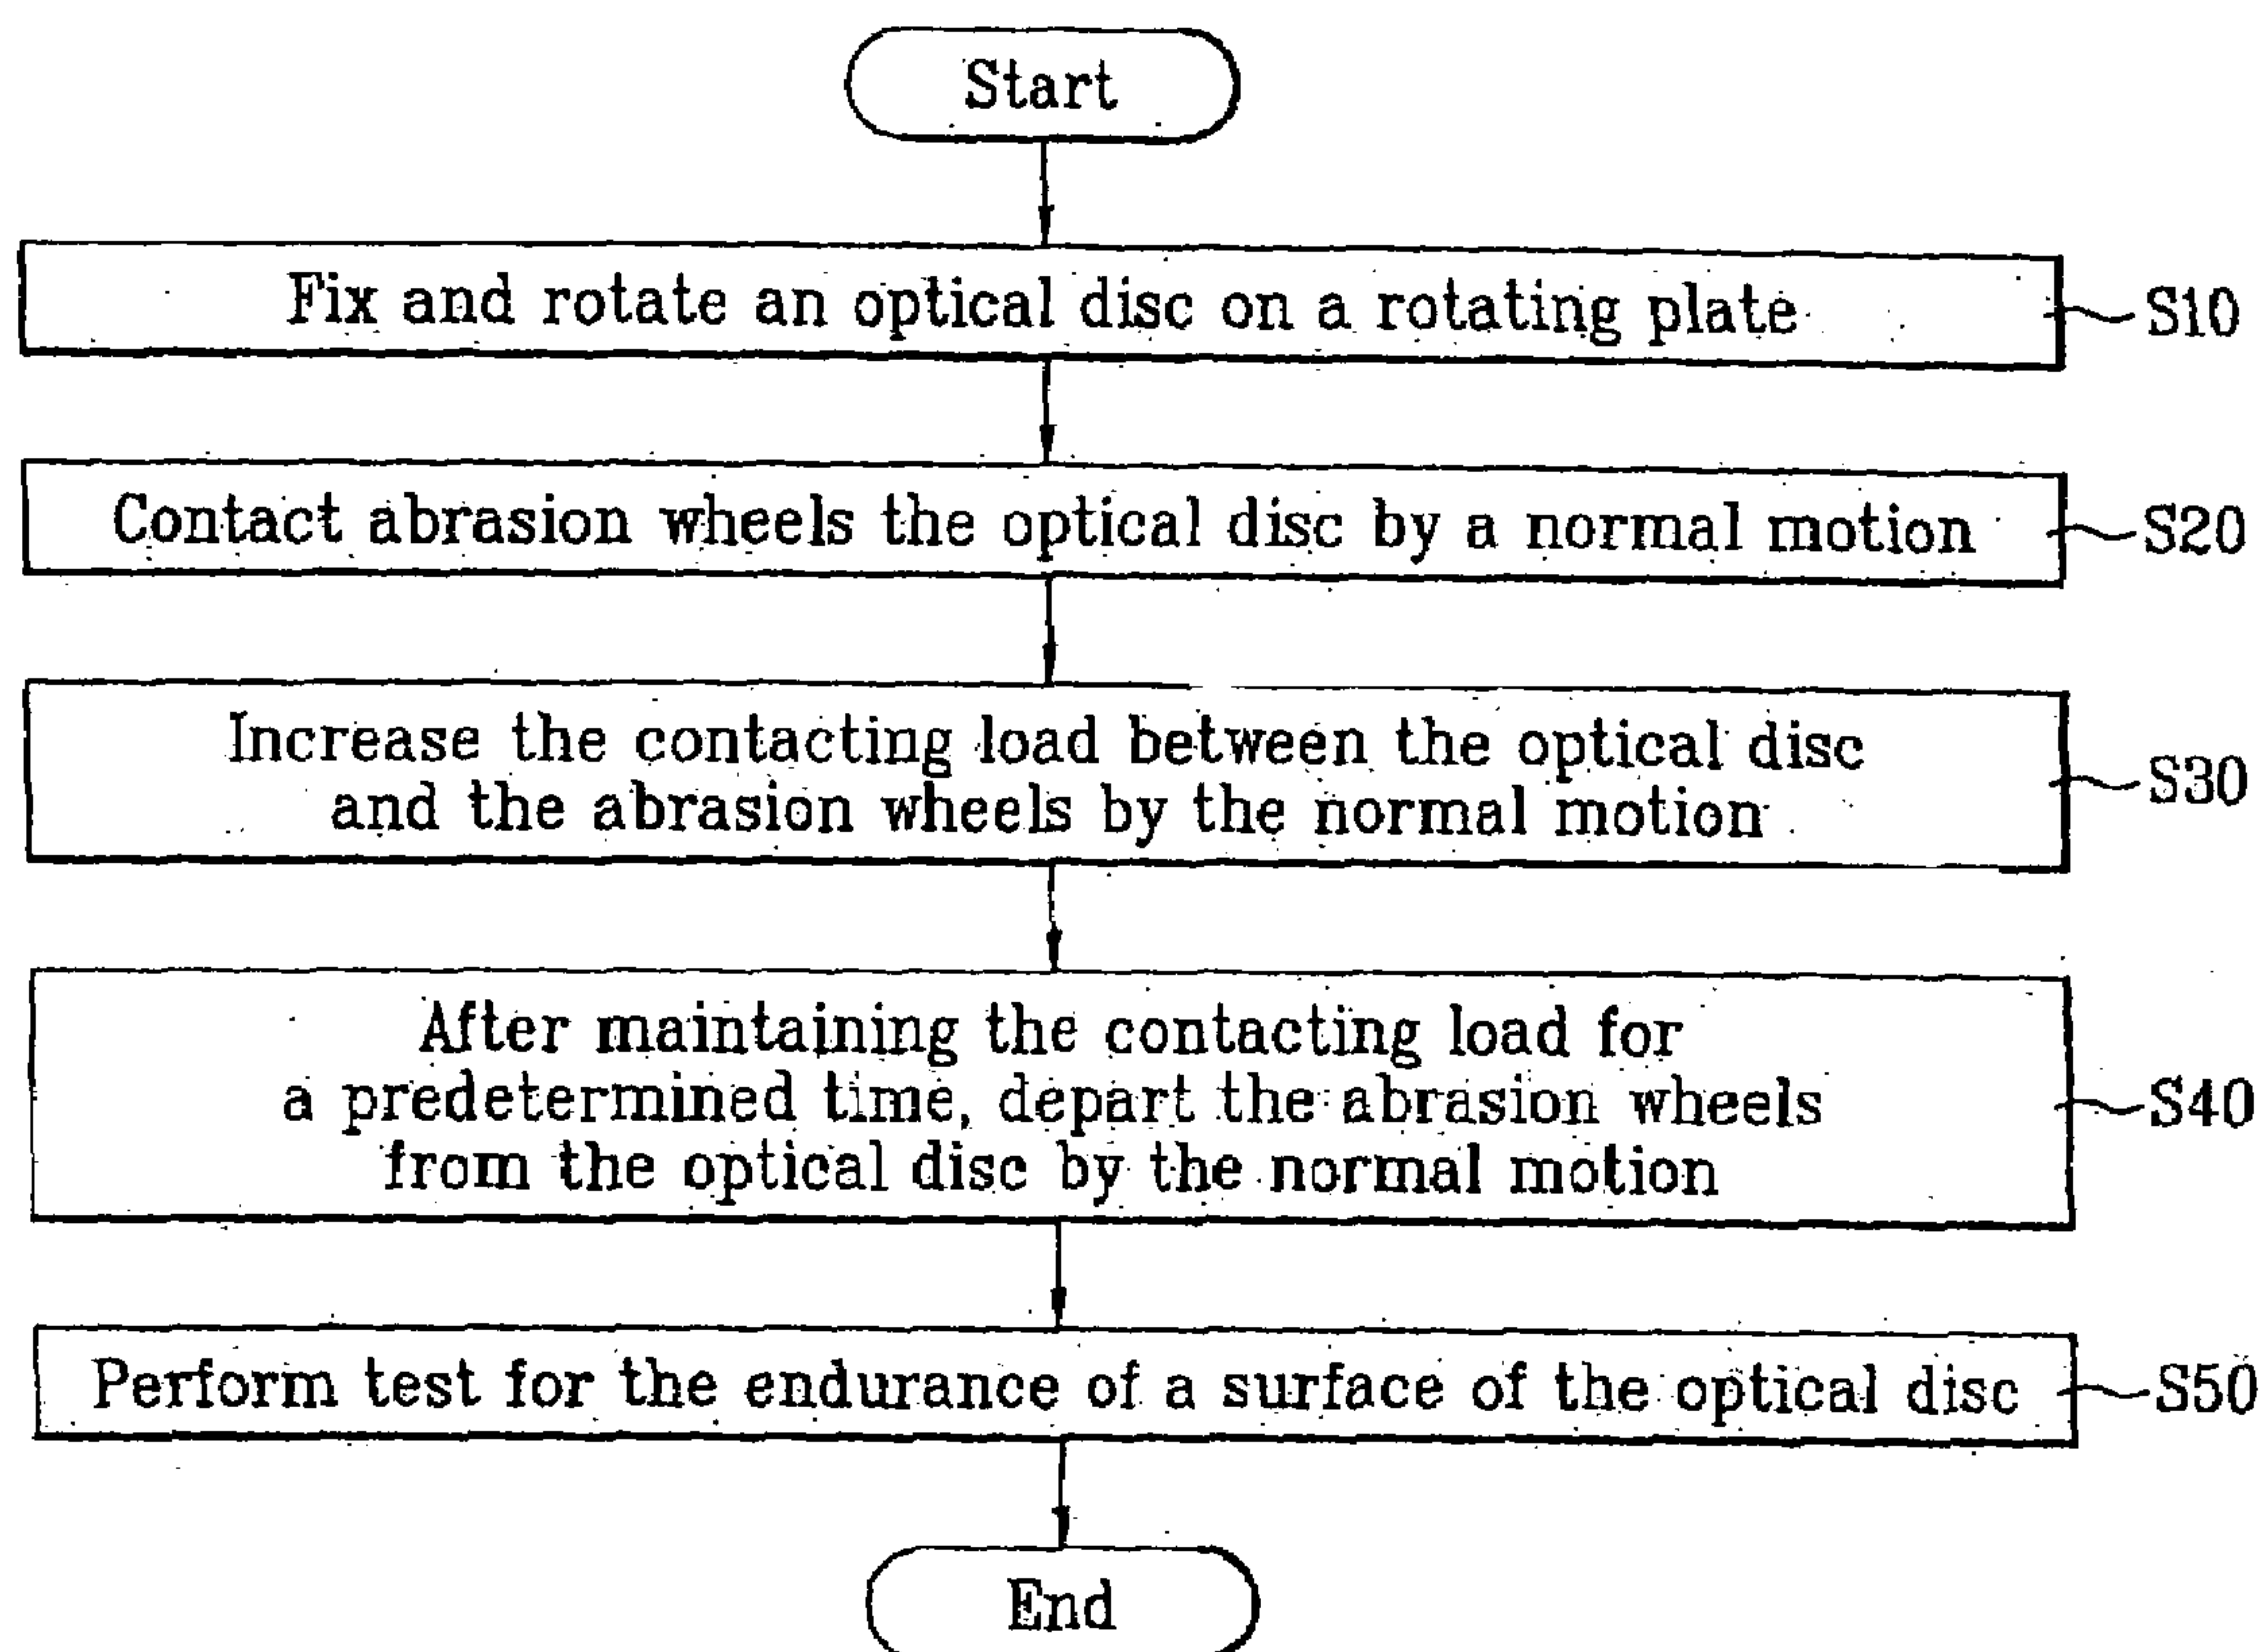 Start
Fix and rotate an optical disc on a rotating plate
S10
Contact abrasion wheels the optical disc by a normal motion
S20
Increase the contacting load between the optical disc
and the abrasion wheels by the normal motion
S30
After maintaining the contacting load for
a predetermined time, depart the abrasion wheels
from the optical disc by the normal motion
S40
Perform test for the endurance of a surface of the optical disc
S50
End